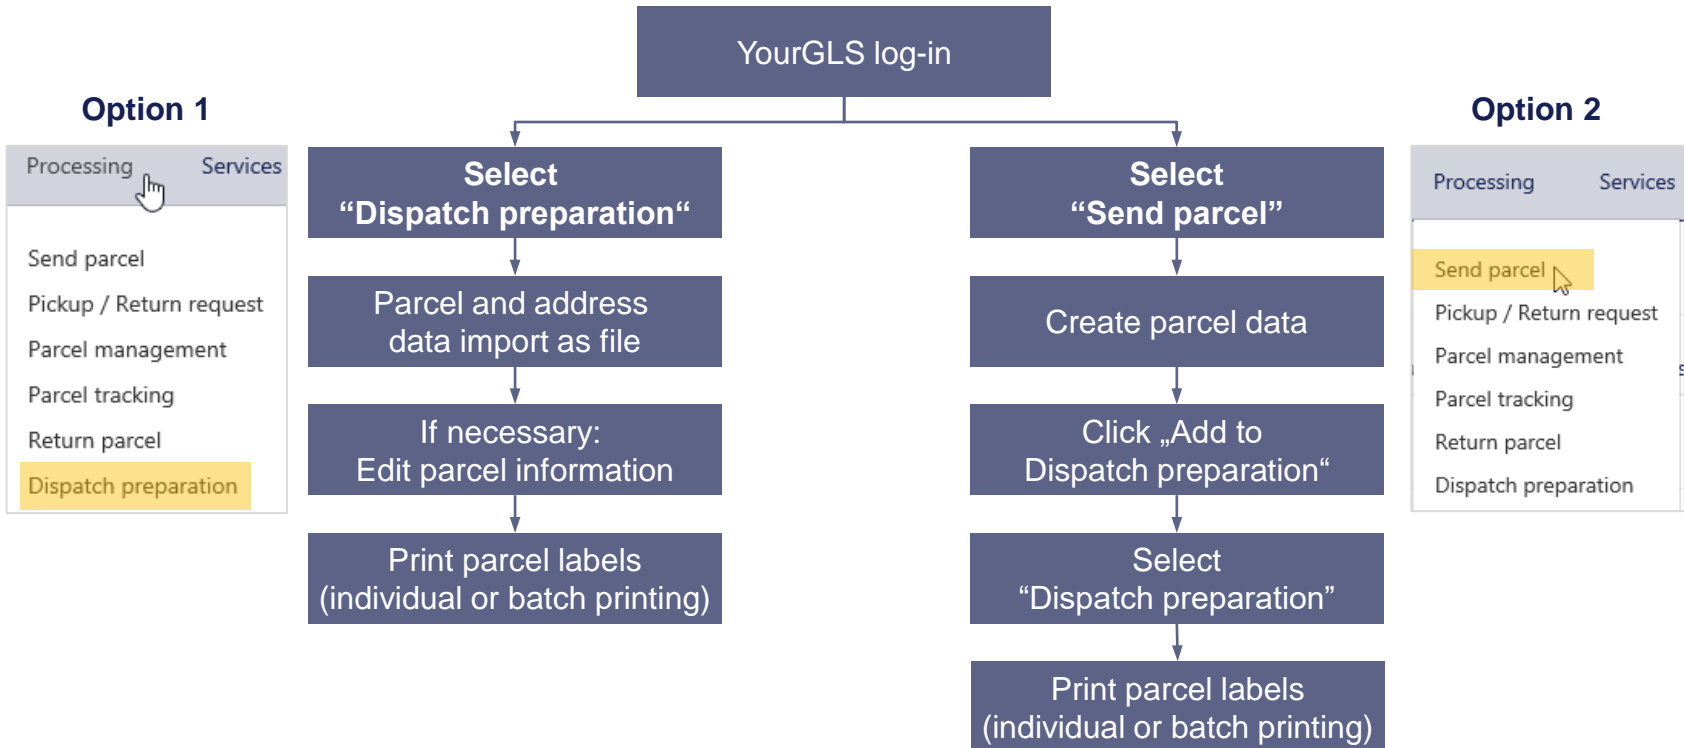 YourGLS log-in
Option 1
Processing
Services
Send parcel
Pickup / Return request
Parcel management
Parcel tracking
Return parcel
Dispatch preparation
Select
“Dispatch preparation“
Parcel and address
data import as file
If necessary:
Edit parcel information
Print parcel labels
(individual or batch printing)
Select
“Send parcel”
Create parcel data
Click „Add to
Dispatch preparation“
Select
“Dispatch preparation”
Print parcel labels
(individual or batch printing)
Option 2
Processing
Services
Send parcel
Pickup / Return request
Parcel management
Parcel tracking
Return parcel
Dispatch preparation